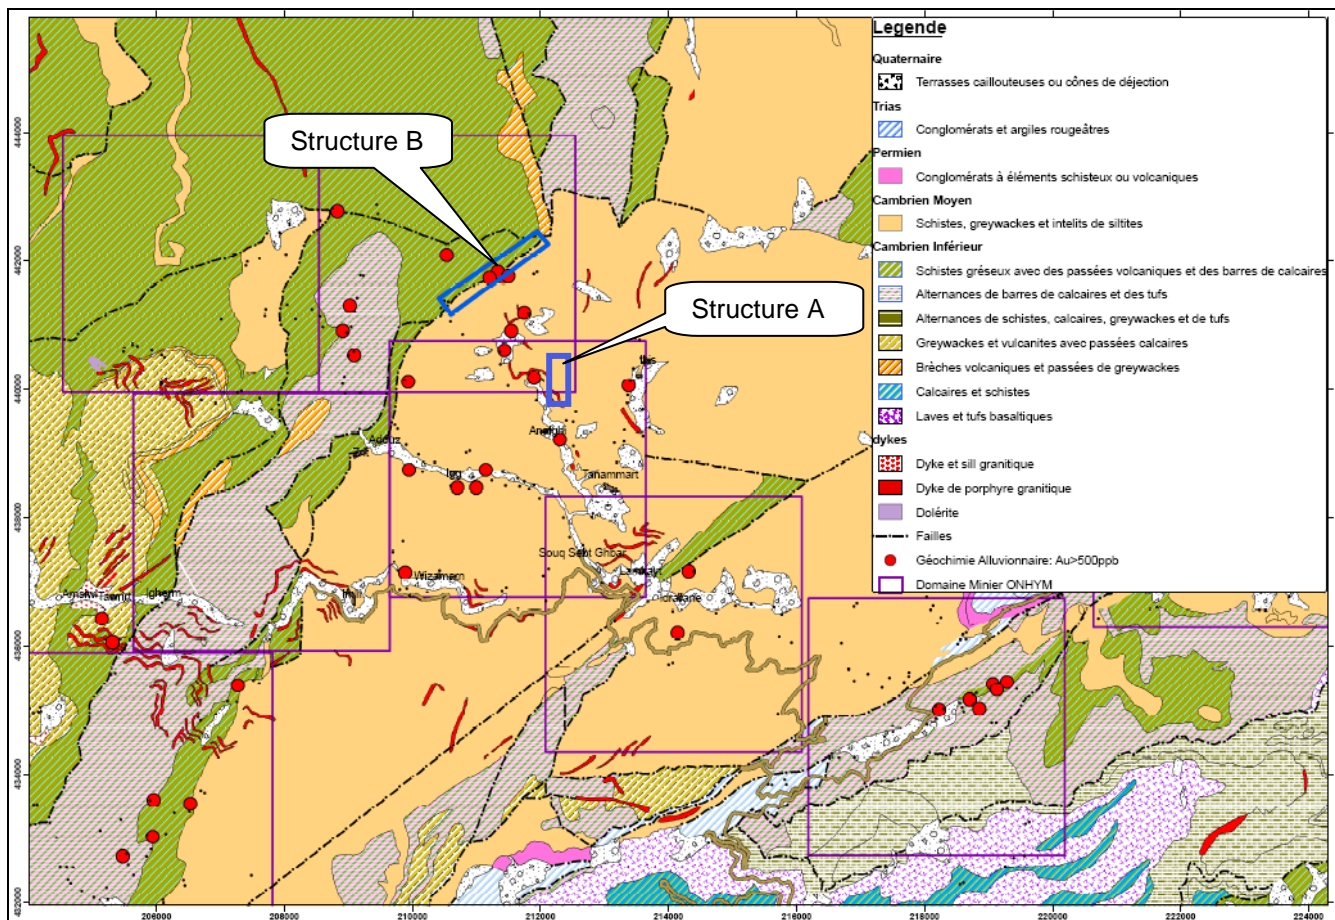 Legende
Quaternaire
Terrasses caillouteuses ou cônes de déjection
Trias
Conglomérats et argiles rougeâtres
Permien
Conglomérats à éléments schisteux ou volcaniques
Cambrien Moyen
Schistes, greywackes et intelits de siltites
Cambrien Inférieur
Schistes gréseux avec des passées volcaniques et des barres de calcaires
Alternances de barres de calcaires et des tufs
Alternances de schistes, calcaires, greywackes et de tufs
Greywackes et vulcanites avec passées calcaires
Brèches volcaniques et passées de greywackes
Calcaires et schistes
Laves et tufs basaltiques
dykes
Dyke et sill granitique
Dyke de porphyre granitique
Dolérite
Failles
Géochimie Alluvionnaire: Au>500ppb
Domaine Minier ONHYM
Structure B
Structure A
Adouz
Tanammart
Souq Sebt Ghbar
Wizamarn
Igherm
444000
442000
440000
438000
436000
434000
432000
206000
208000
210000
212000
214000
216000
218000
220000
222000
224000